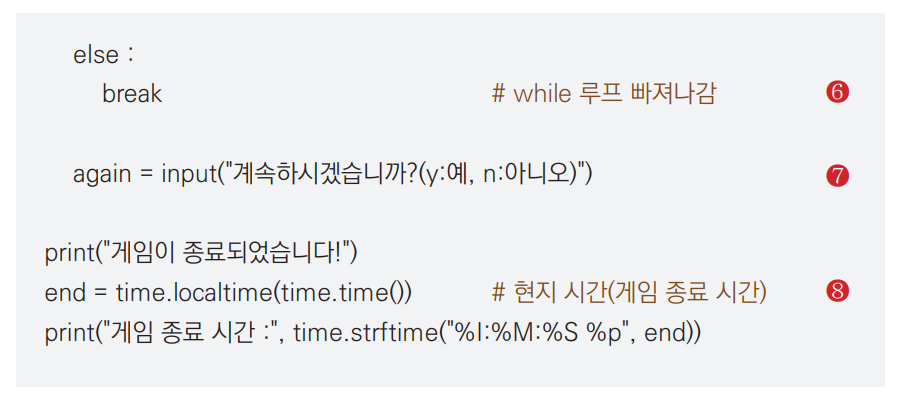 else :
break # while 루프 빠져나감 ❻
again = input("계속하시겠습니까?(y:예, n:아니오)") ❼
print("게임이 종료되었습니다!")
end = time.localtime(time.time()) # 현지 시간(게임 종료 시간) ❽
print("게임 종료 시간 :", time.strftime("%I:%M:%S %p", end))